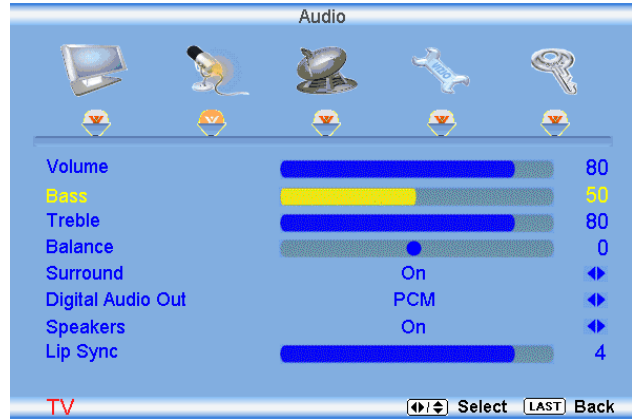 Audio
Volume 80
Bass 50
Treble 80
Balance 0
Surround On
Digital Audio Out PCM
Speakers On
Lip Sync 4
TV Select LAST Back